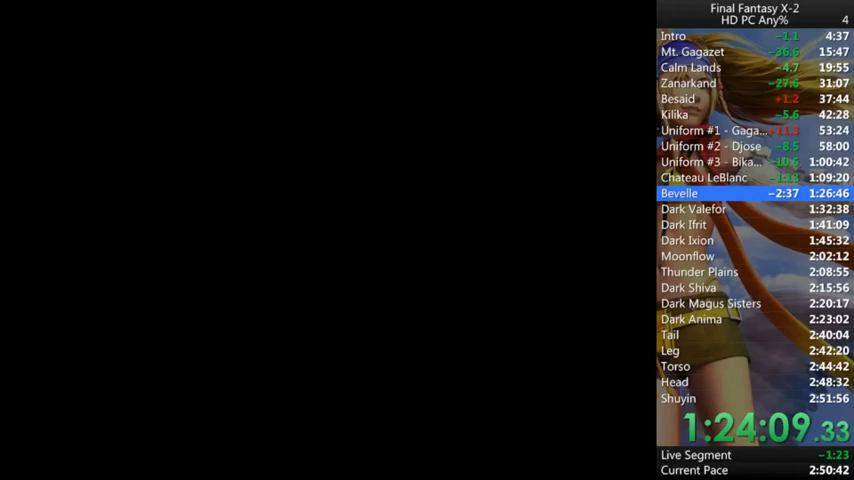 Final Fantasy X-2
HD PC Any% 4
Intro −1.1 4:37
Mt. Gagazet −36.6 15:47
Calm Lands −4.7 19:55
Zanarkand −27.6 31:07
Besaid +1.2 37:44
Kilika −5.6 42:28
Uniform #1 - Gaga... +11.3 53:24
Uniform #2 - Djose −8.5 58:00
Uniform #3 - Bika... −10.5 1:00:42
Chateau LeBlanc −1:13 1:09:20
Bevelle −2:37 1:26:46
Dark Valefor 1:32:38
Dark Ifrit 1:41:09
Dark Ixion 1:45:32
Moonflow 2:02:12
Thunder Plains 2:08:55
Dark Shiva 2:15:56
Dark Magus Sisters 2:20:17
Dark Anima 2:23:02
Tail 2:40:04
Leg 2:42:20
Torso 2:44:42
Head 2:48:32
Shuyin 2:51:56
1:24:09.33
Live Segment −1:23
Current Pace 2:50:42